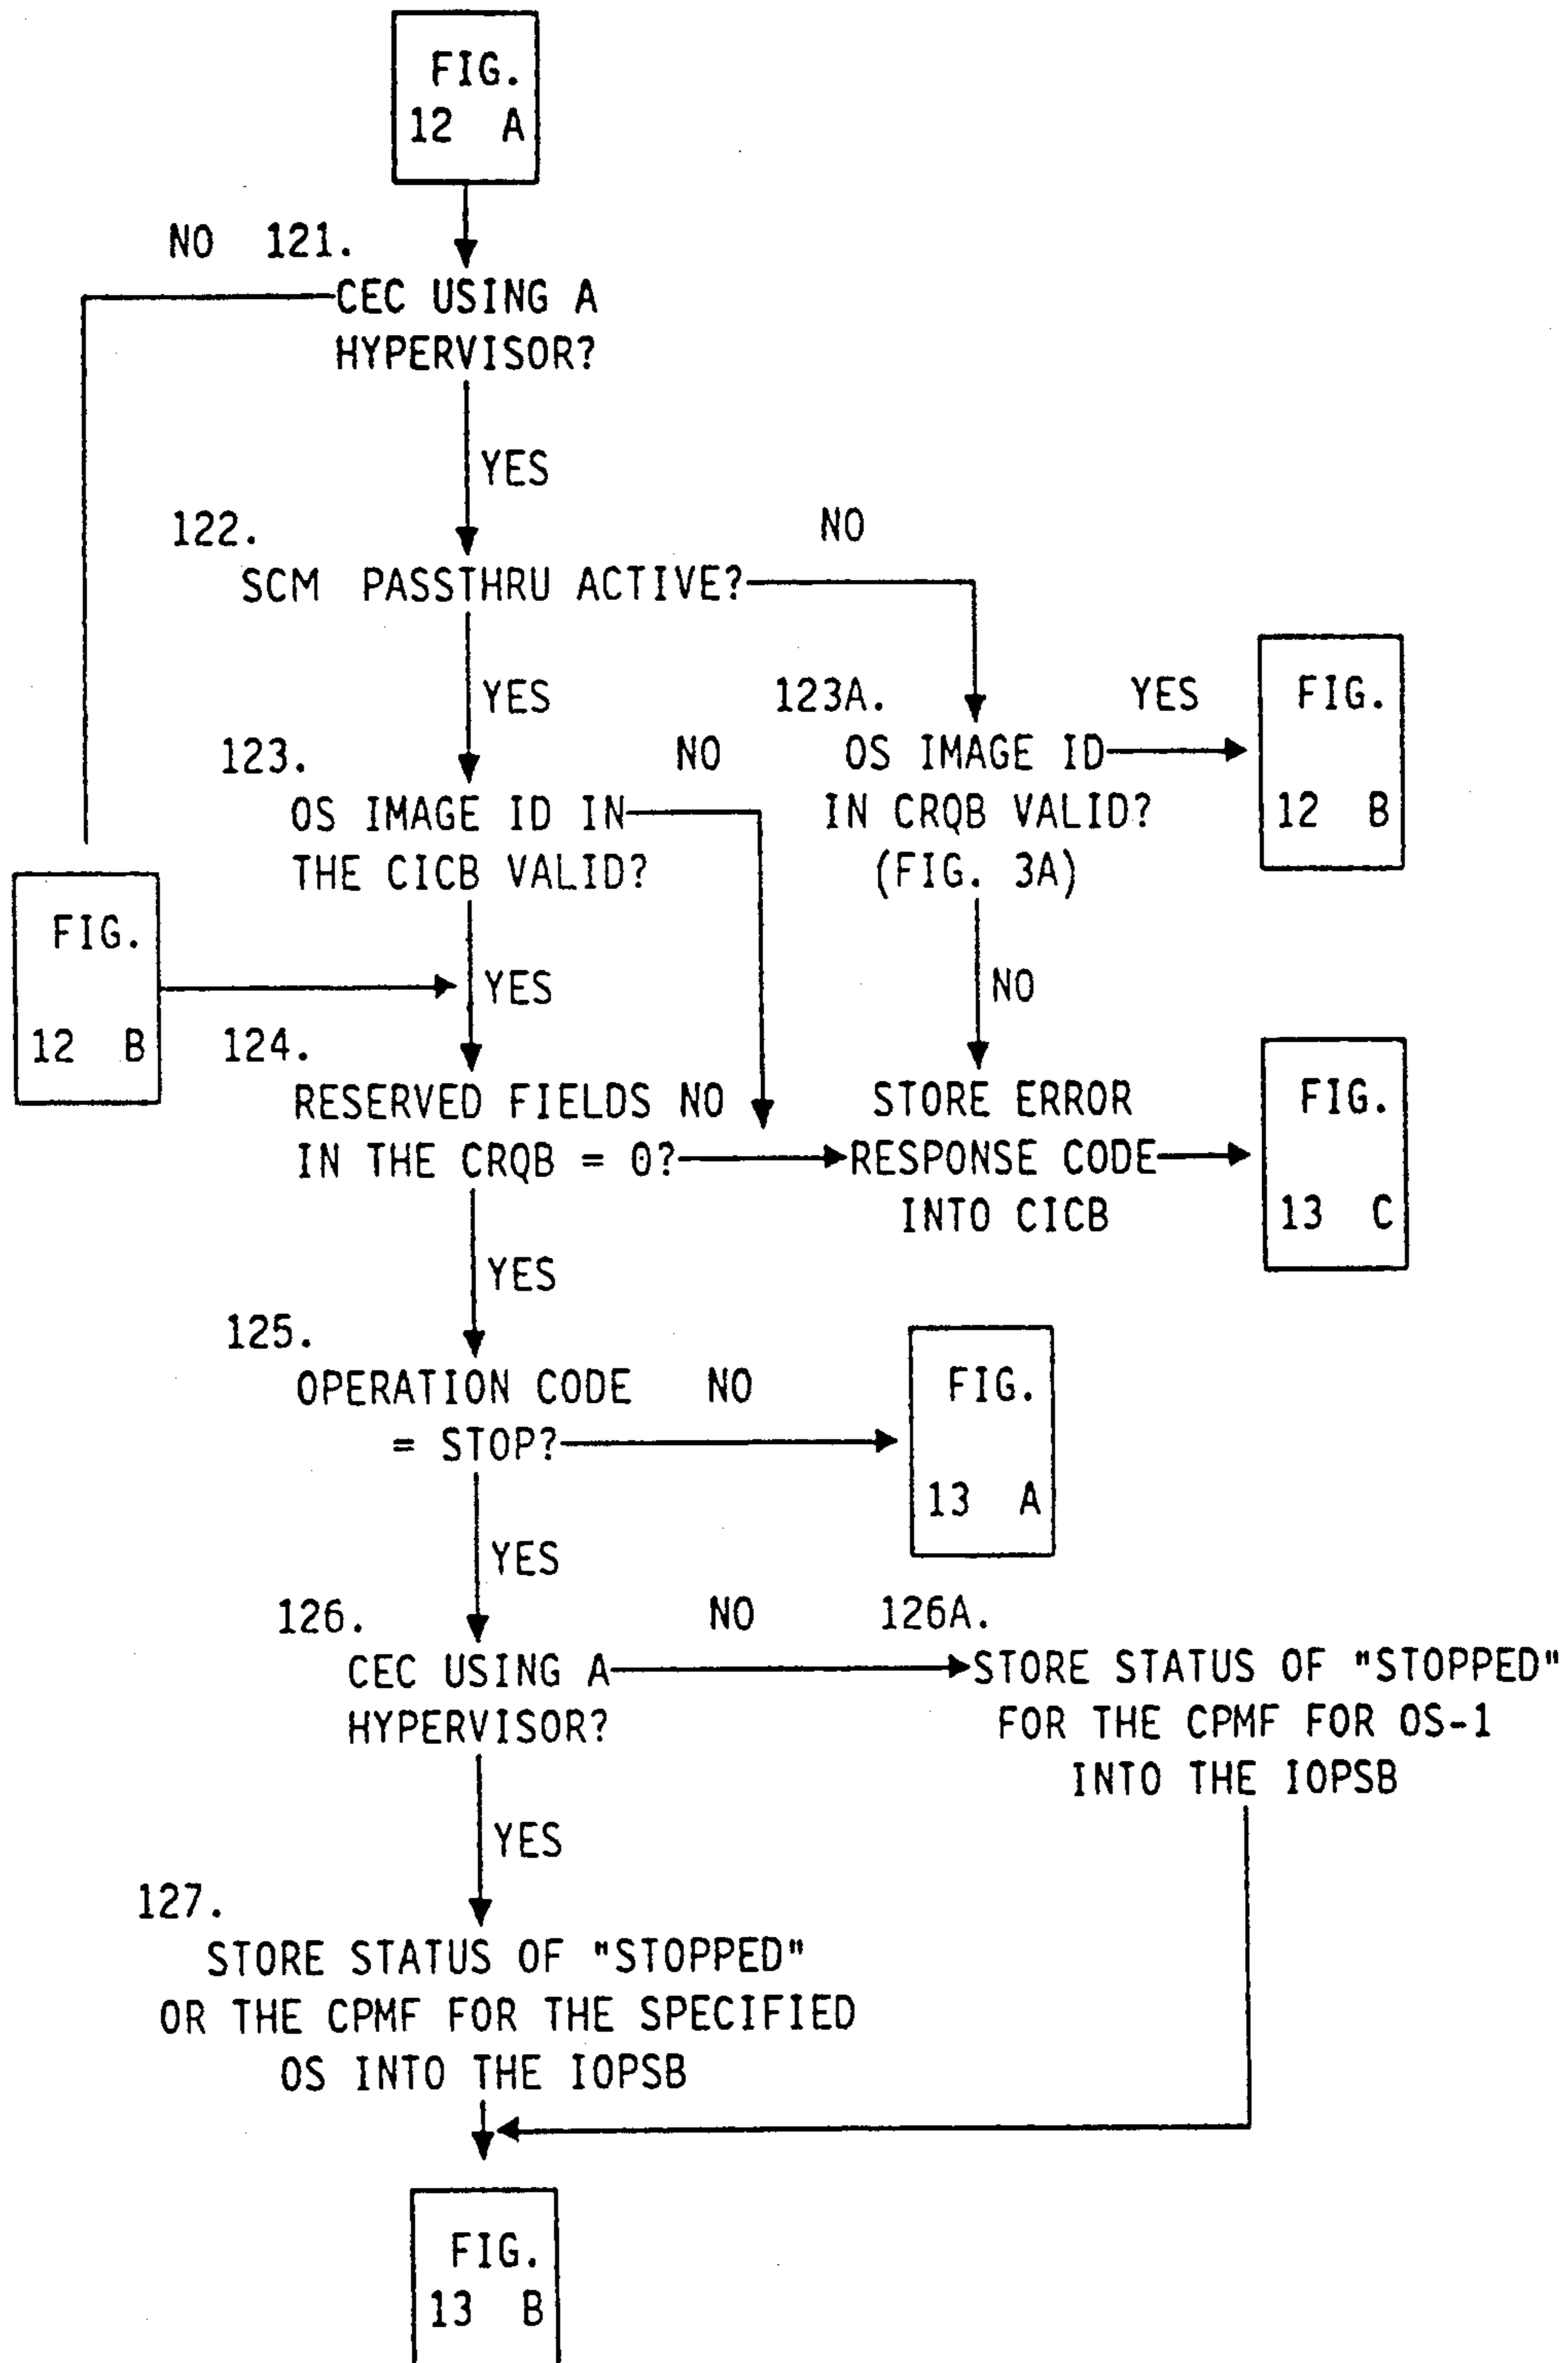 FIG.
12 A
NO 121.
CEC USING A
HYPERVISOR?
YES
122.
NO
SCM PASSTHRU ACTIVE?
YES
123A.
YES
FIG.
12 B
123.
NO
OS IMAGE ID
IN CRQB VALID?
(FIG. 3A)
OS IMAGE ID IN
THE CICB VALID?
FIG.
12 B
YES
NO
124.
RESERVED FIELDS NO
IN THE CRQB = 0?
STORE ERROR
RESPONSE CODE
INTO CICB
FIG.
13 C
YES
125.
OPERATION CODE NO
= STOP?
FIG.
13 A
YES
126.
NO
126A.
CEC USING A
HYPERVISOR?
STORE STATUS OF "STOPPED"
FOR THE CPMF FOR OS-1
INTO THE IOPSB
YES
127.
STORE STATUS OF "STOPPED"
OR THE CPMF FOR THE SPECIFIED
OS INTO THE IOPSB
FIG.
13 B